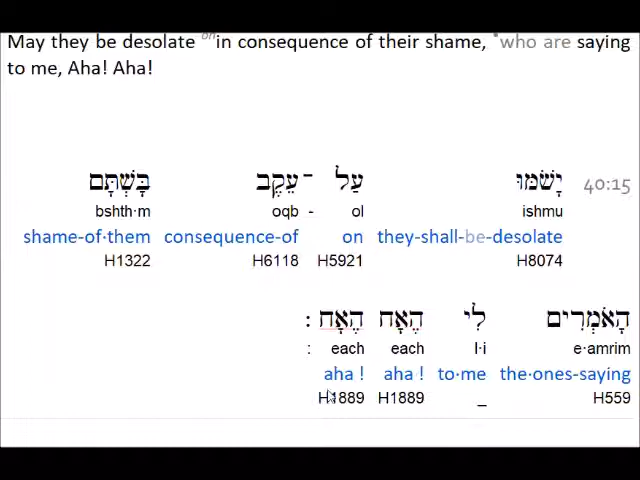 May they be desolate on in consequence of their shame, *who are saying
to me, Aha! Aha!
40:15 יָשֹׁמּוּ עַל־ עֵקֶב בָּשְׁתָּם
bshth·m oqb - ol ishmu
shame-of·them consequence-of on they-shall-be-desolate
H1322 H6118 H5921 H8074
הָאֹמְרִים לִי הֶאָח הֶאָח :
: each each l·i e·amrim
aha ! aha ! to·me the·ones-saying
H1889 H1889 _ H559